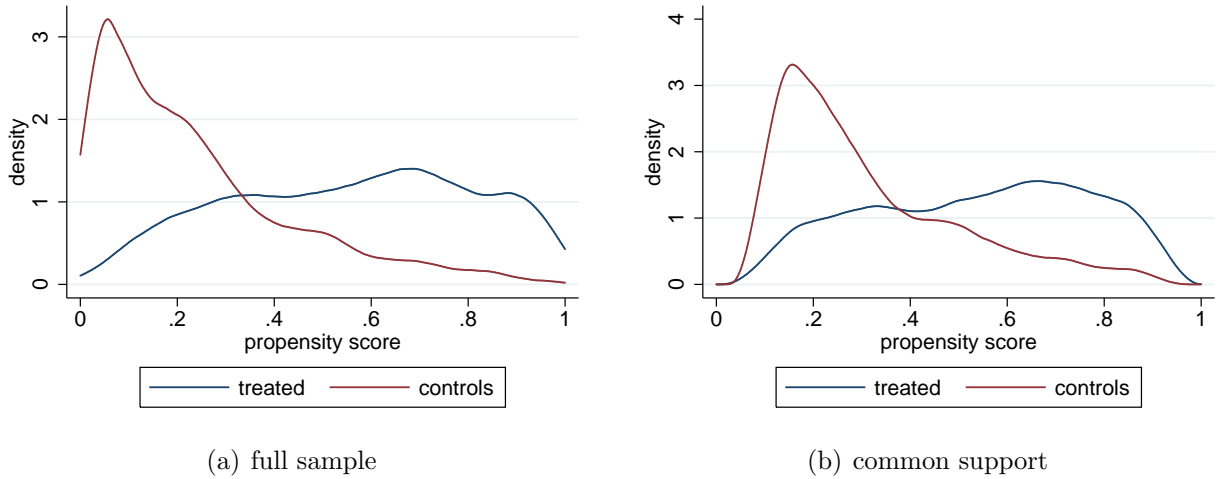 density
3
2
1
0
0 .2 .4 .6 .8 1
propensity score
treated controls
(a) full sample
density
4
3
2
1
0
0 .2 .4 .6 .8 1
propensity score
treated controls
(b) common support